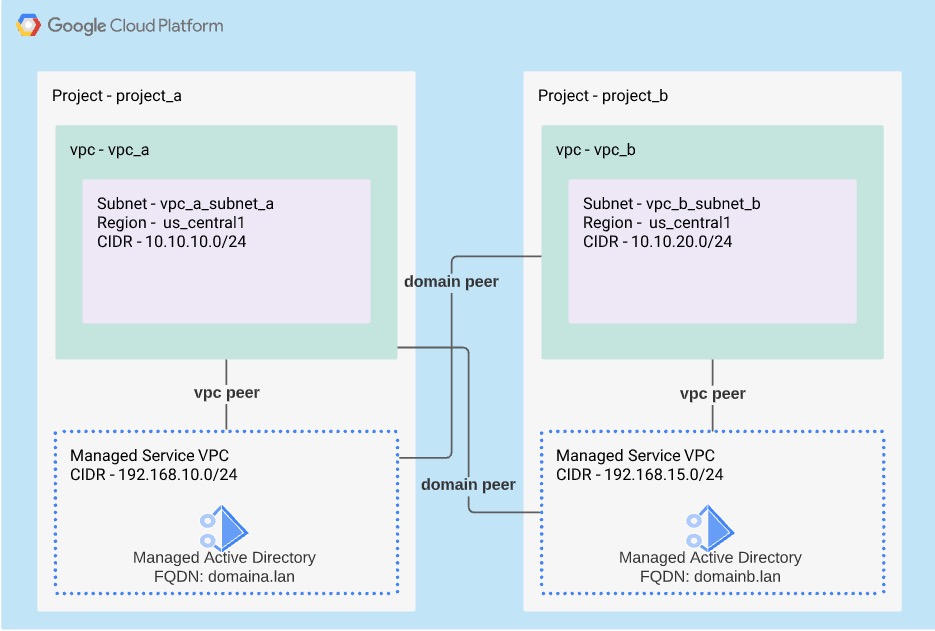 Google Cloud Platform
Project - project_a
vpc - vpc_a
Subnet - vpc_a_subnet_a
Region - us_central1
CIDR - 10.10.10.0/24
vpc peer
Managed Service VPC
CIDR - 192.168.10.0/24
Managed Active Directory
FQDN: domaina.lan
domain peer
domain peer
Project - project_b
vpc - vpc_b
Subnet - vpc_b_subnet_b
Region - us_central1
CIDR - 10.10.20.0/24
vpc peer
Managed Service VPC
CIDR - 192.168.15.0/24
Managed Active Directory
FQDN: domainb.lan